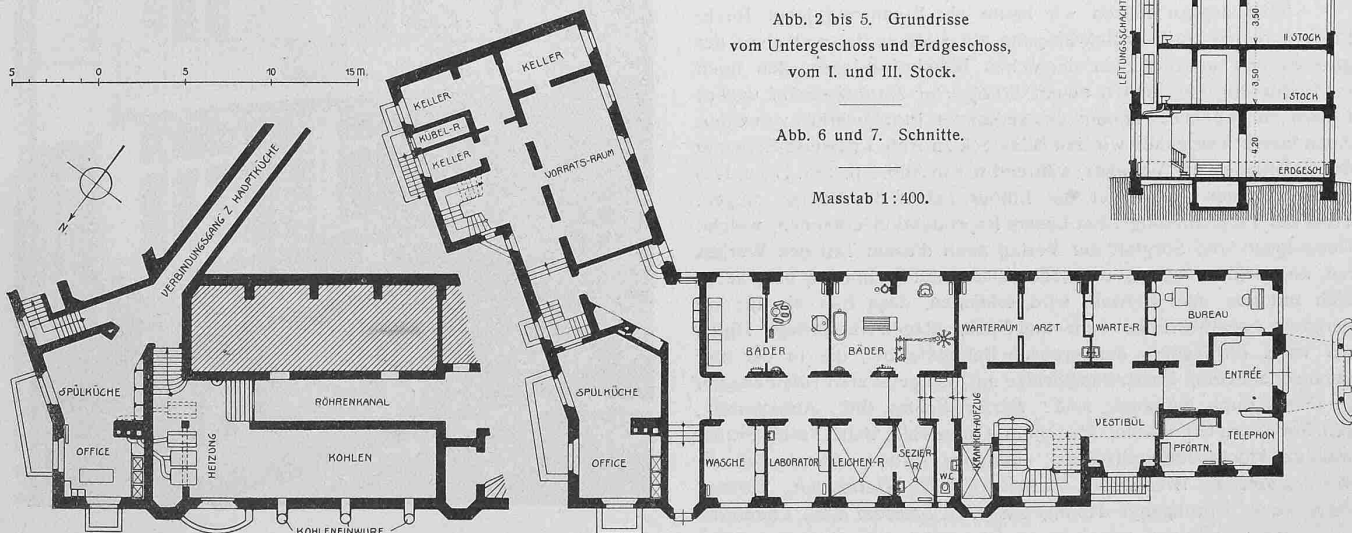 Abb. 2 bis 5. Grundrisse
vom Untergeschoss und Erdgeschoss,
vom I. und III. Stock.
Abb. 6 und 7. Schnitte.
Masstab 1 : 400.
LEITUNGSSCHACHT
3.50
II STOCK
3.50
I STOCK
4.20
ERDGESCH.
5 0 5 10 15 m.
N.
VERBINDUNGSGANG Z. HAUPTKÜCHE
SPÜLKÜCHE
OFFICE
HEIZUNG
RÖHRENKANAL
KOHLEN
KOHLENEINWÜRFE
KELLER
KELLER
KÜBEL-R.
KELLER
VORRATS-RAUM
SPÜLKÜCHE
OFFICE
BÄDER
BÄDER
WARTERAUM
ARZT
WARTE-R.
BUREAU
ENTRÉE
WÄSCHE
LABORATOR.
LEICHEN-R.
SEZIER-R.
W.C.
KRANKEN-AUFZUG
VESTIBÜL
PFÖRTN.
TELEPHON